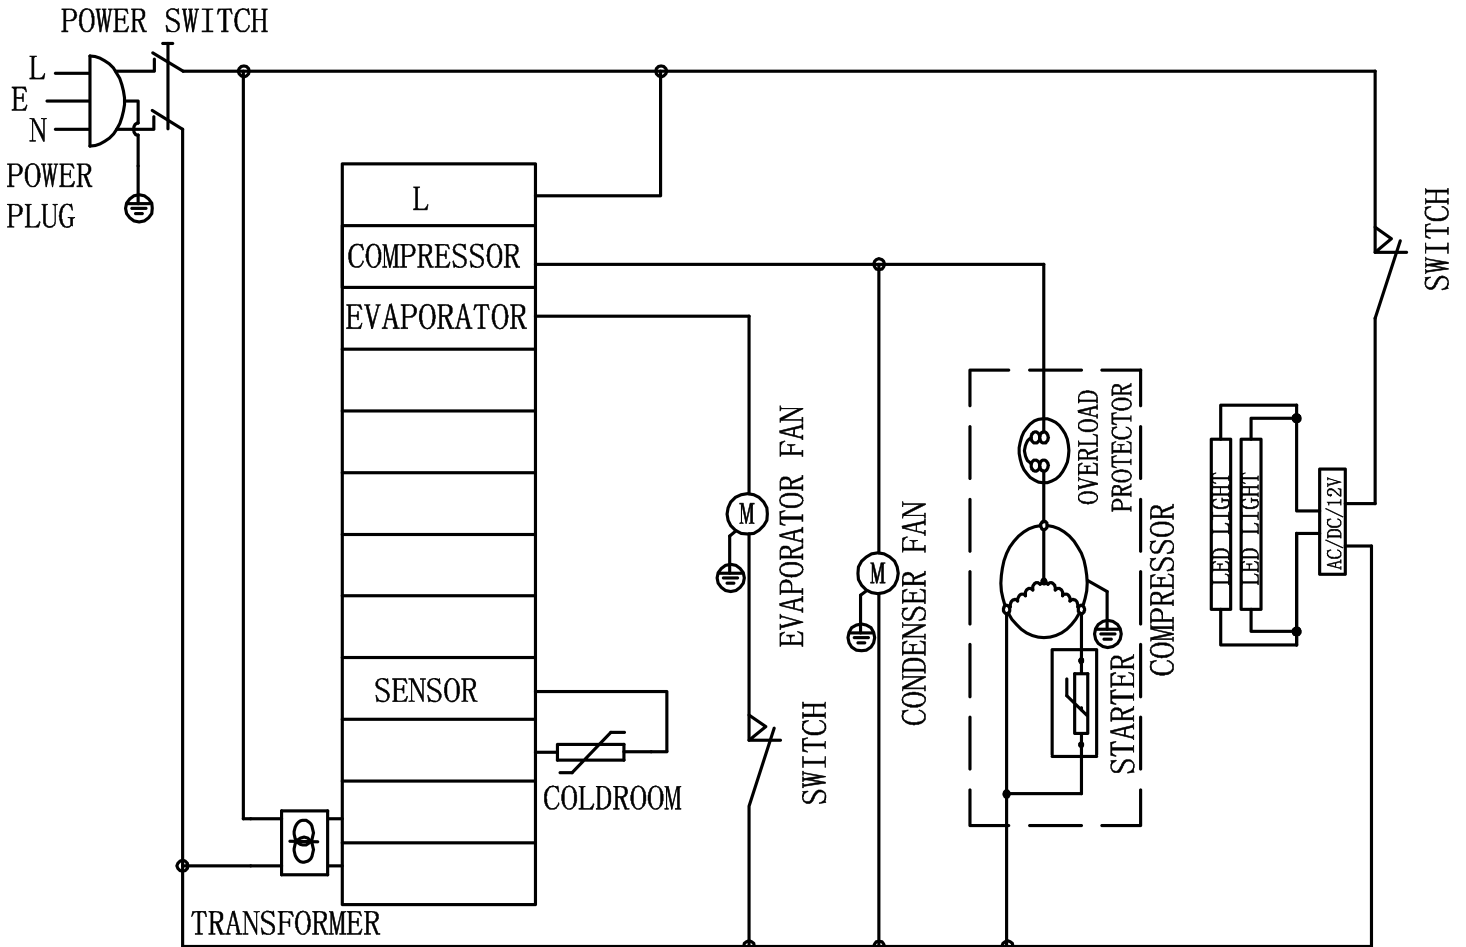 POWER SWITCH
L
E
N
POWER
PLUG
L
COMPRESSOR
EVAPORATOR
SENSOR
COLDROOM
TRANSFORMER
M
EVAPORATOR FAN
SWITCH
M
CONDENSER FAN
OVERLOAD
PROTECTOR
COMPRESSOR
STARTER
LED LIGHT
LED LIGHT
AC/DC/12V
SWITCH